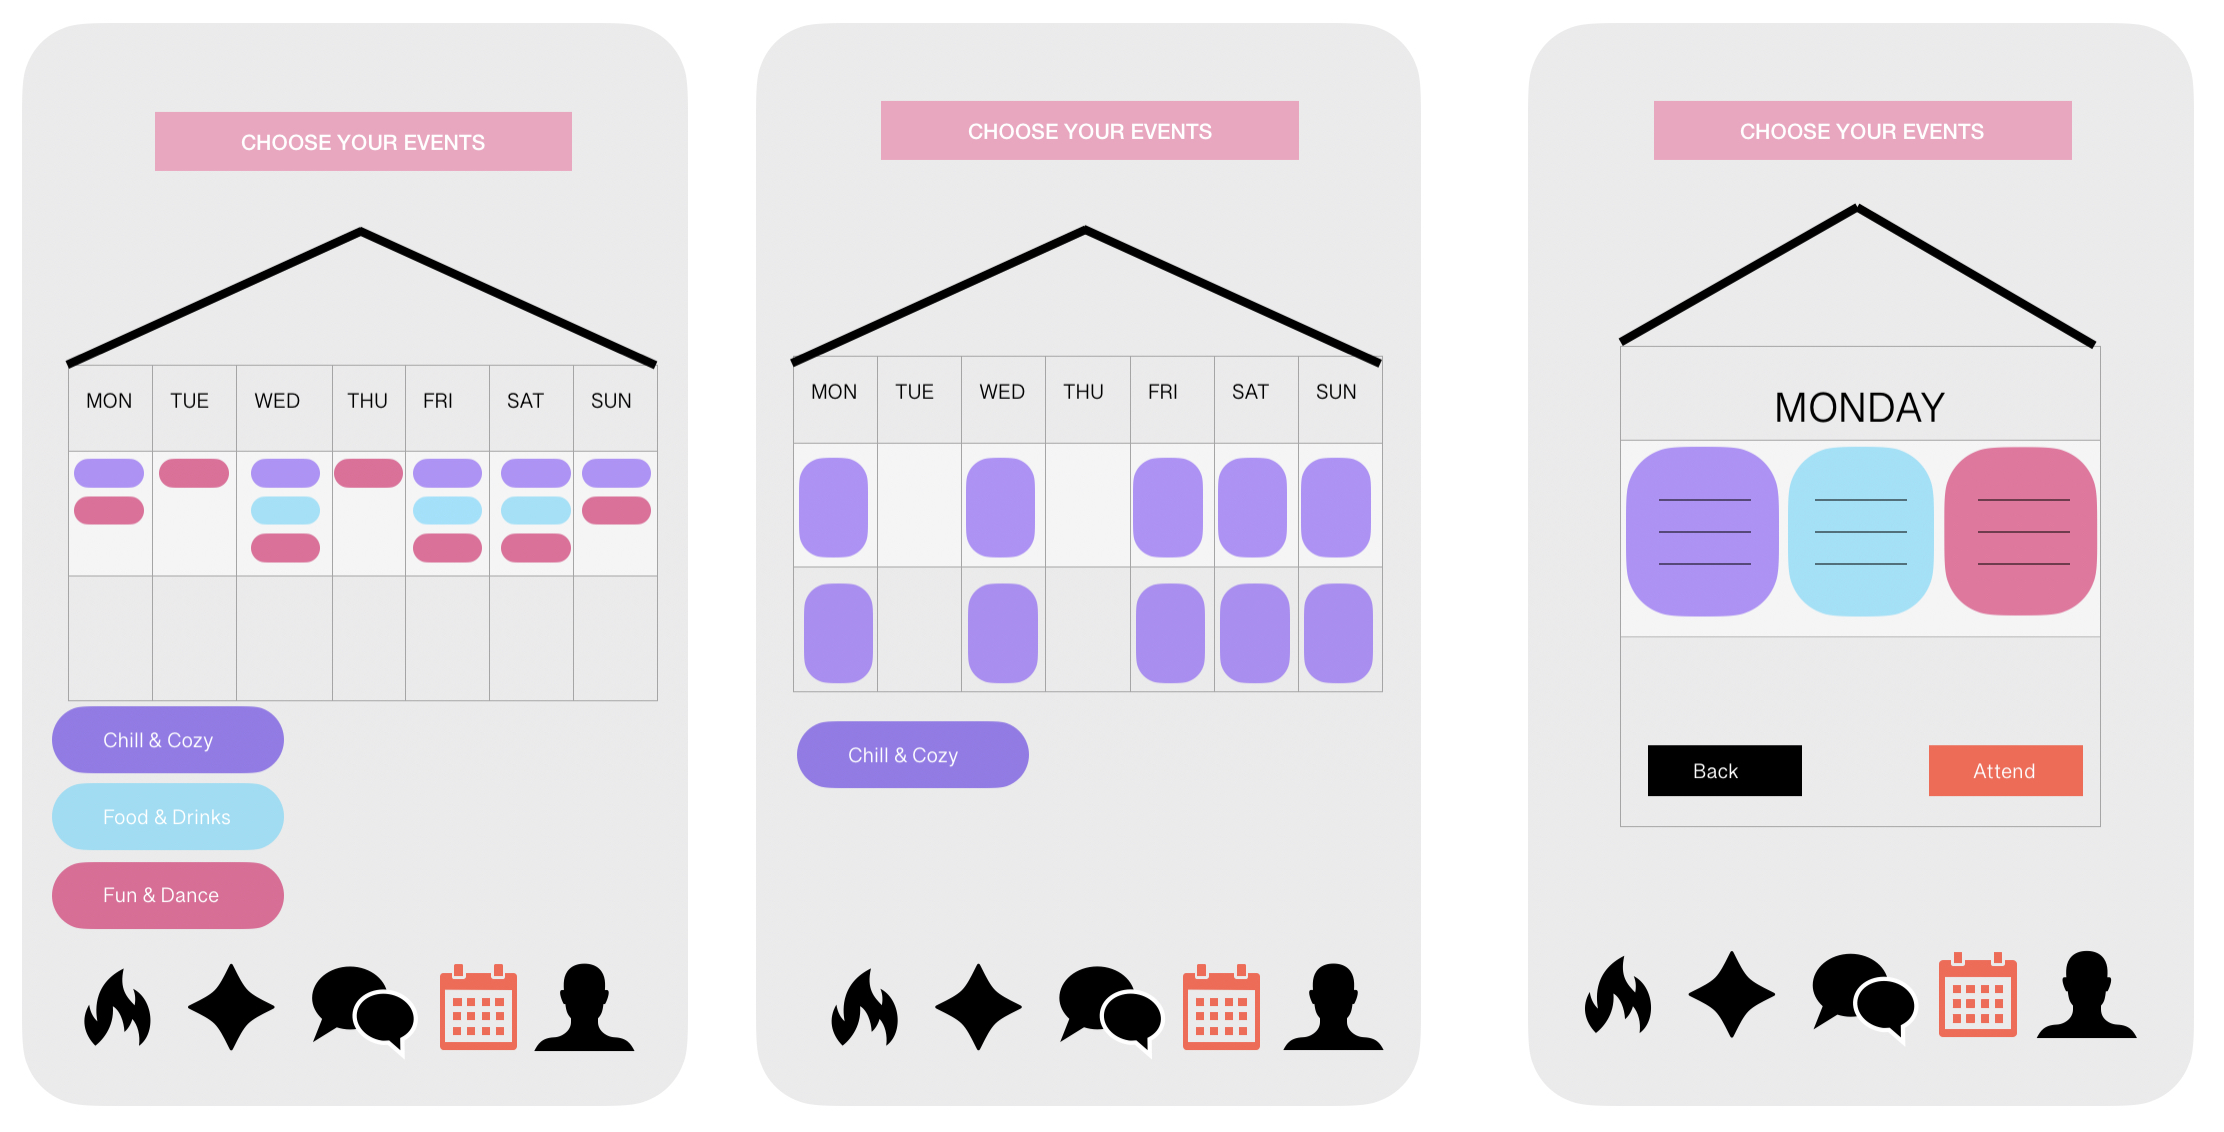 CHOOSE YOUR EVENTS
MON TUE WED THU FRI SAT SUN
Chill & Cozy
Food & Drinks
Fun & Dance
CHOOSE YOUR EVENTS
MON TUE WED THU FRI SAT SUN
Chill & Cozy
CHOOSE YOUR EVENTS
MONDAY
Back Attend